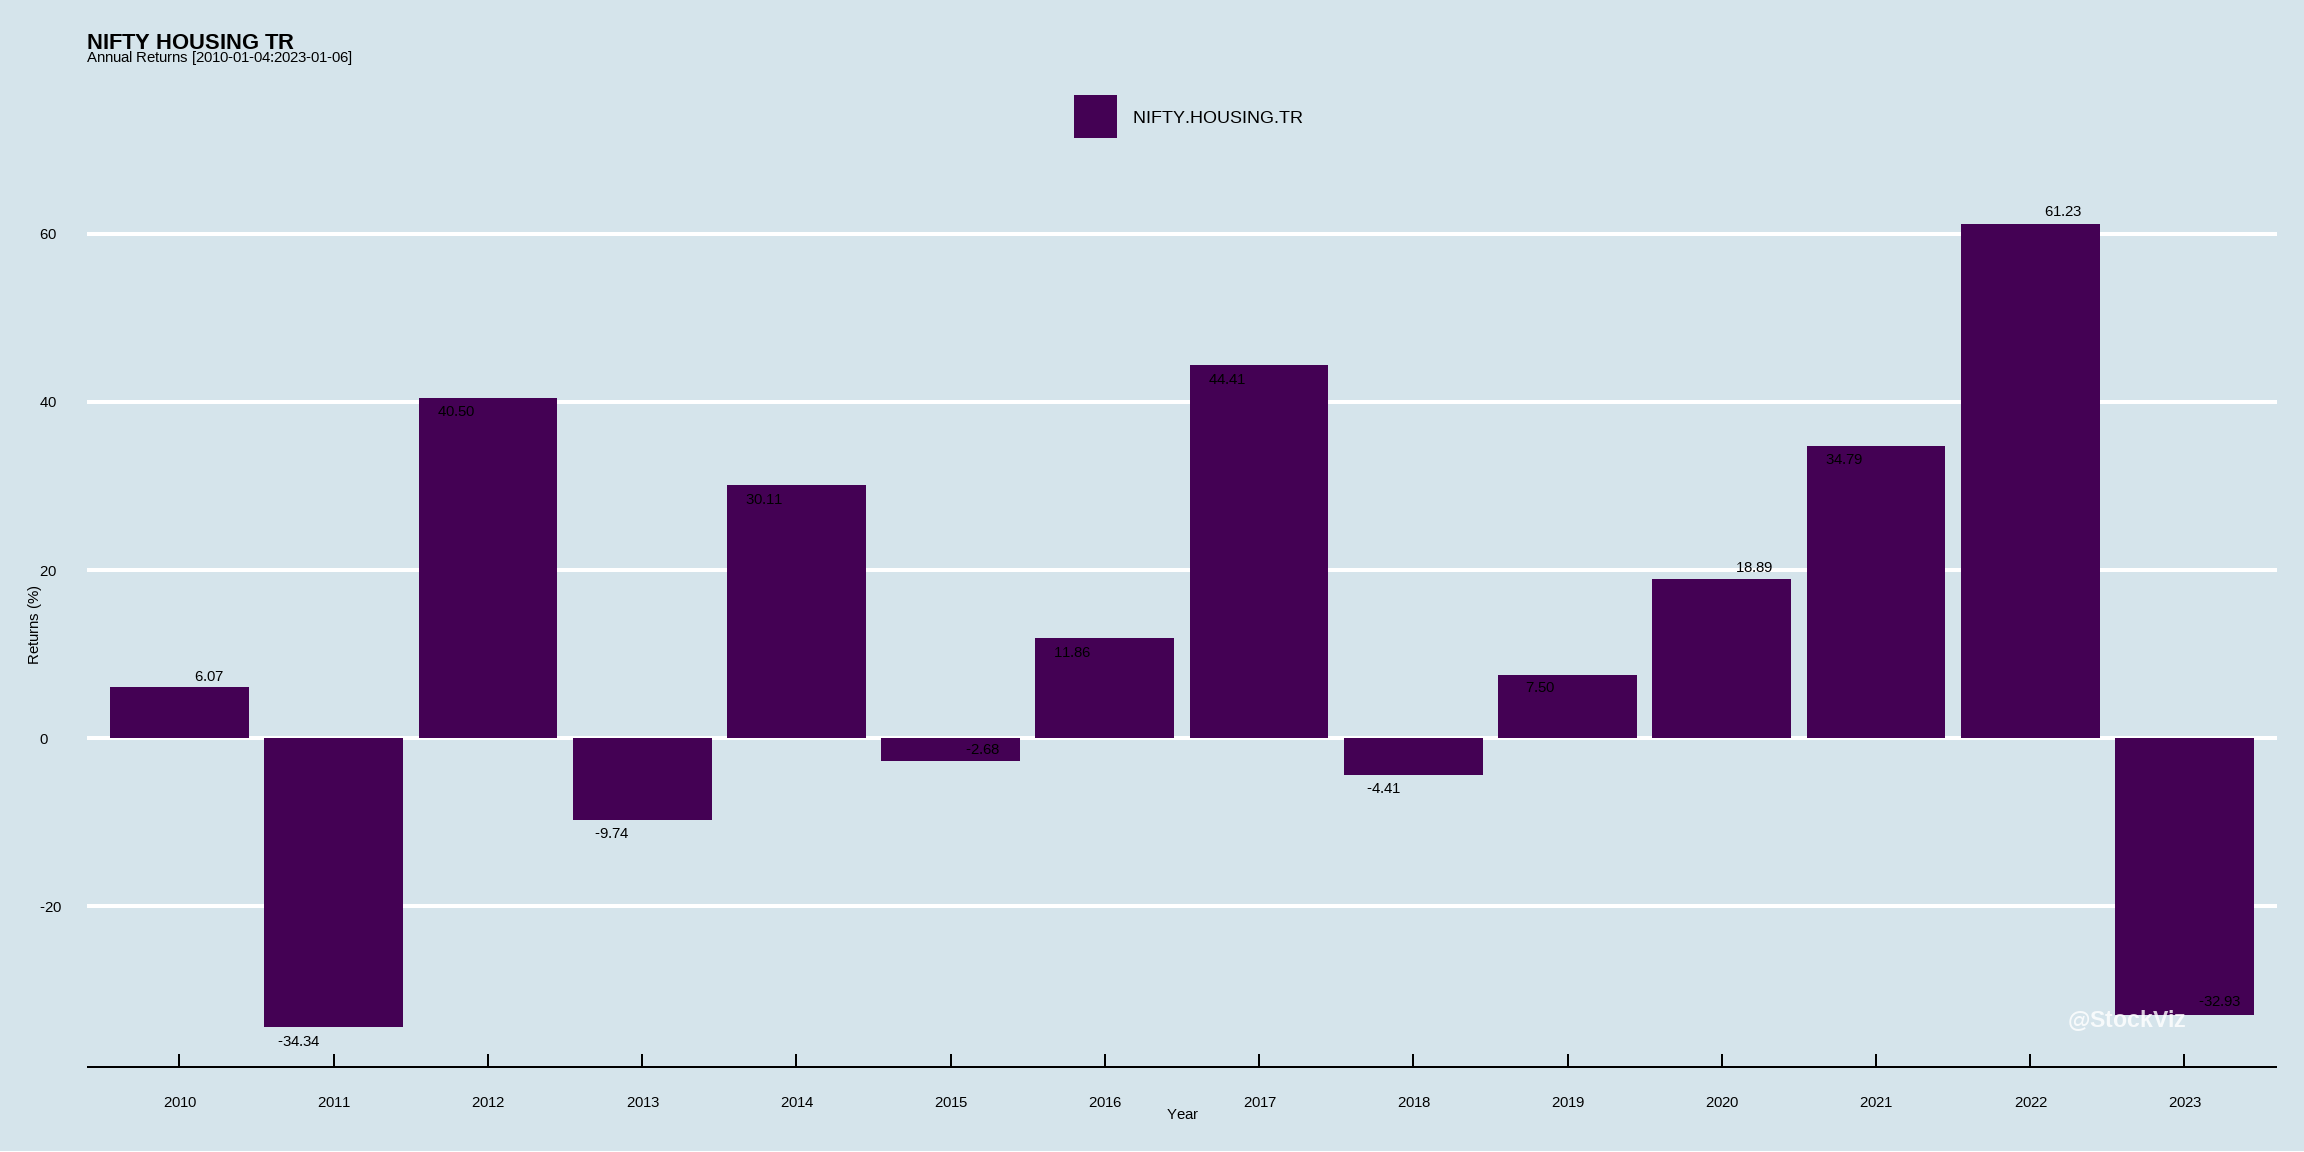 NIFTY HOUSING TR
Annual Returns [2010-01-04:2023-01-06]
NIFTY.HOUSING.TR
61.23
60
44.41
40
40.50
34.79
30.11
20
18.89
Returns (%)
11.86
6.07
7.50
0
-2.68
-4.41
-9.74
-20
-32.93
@StockViz
-34.34
2010 2011 2012 2013 2014 2015 2016 2017 2018 2019 2020 2021 2022 2023
Year